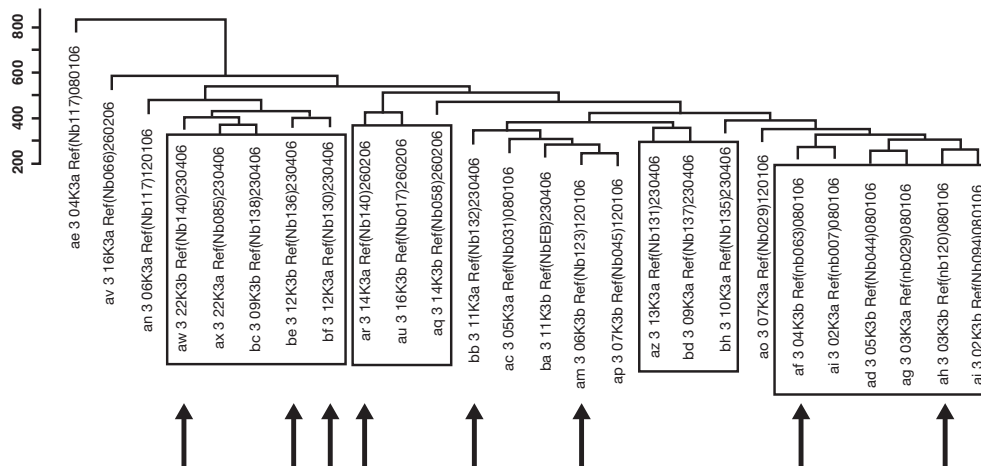 800
600
400
200
ae 3 04K3a Ref(Nb117)080106
av 3 16K3a Ref(Nb066)260206
an 3 06K3a Ref(Nb117)120106
aw 3 22K3b Ref(Nb140)230406
ax 3 22K3a Ref(Nb085)230406
bc 3 09K3b Ref(Nb138)230406
be 3 12K3b Ref(Nb136)230406
bf 3 12K3a Ref(Nb130)230406
ar 3 14K3a Ref(Nb140)260206
au 3 16K3b Ref(Nb017)260206
aq 3 14K3b Ref(Nb058)260206
bb 3 11K3a Ref(Nb132)230406
ac 3 05K3a Ref(Nb031)080106
ba 3 11K3b Ref(NbEB)230406
am 3 06K3b Ref(Nb123)120106
ap 3 07K3b Ref(Nb045)120106
az 3 13K3a Ref(Nb131)230406
bd 3 09K3a Ref(Nb137)230406
bh 3 10K3a Ref(Nb135)230406
ao 3 07K3a Ref(Nb029)120106
af 3 04K3b Ref(nb063)080106
ai 3 02K3a Ref(nb007)080106
ad 3 05K3b Ref(Nb044)080106
ag 3 03K3a Ref(nb029)080106
ah 3 03K3b Ref(nb120)080106
aj 3 02K3b Ref(Nb094)080106